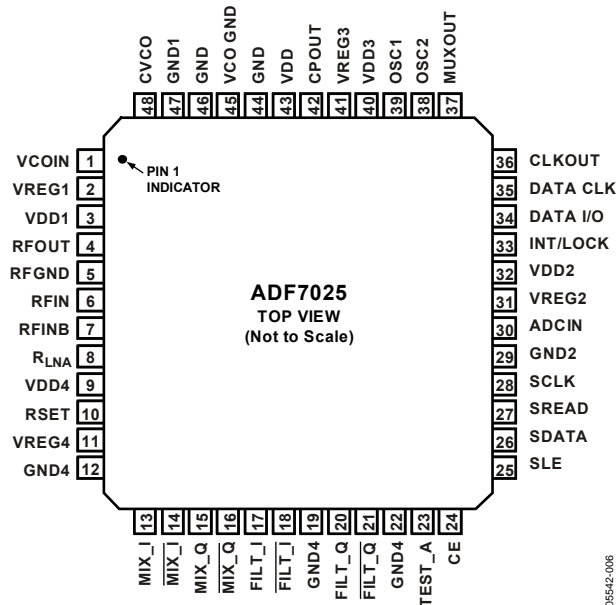 CVCO
GND1
GND
VCO GND
GND
VDD
CPOUT
VREG3
VDD3
OSC1
OSC2
MUXOUT
48
47
46
45
44
43
42
41
40
39
38
37
VCOIN 1
VREG1 2
VDD1 3
RFOUT 4
RFGND 5
RFIN 6
RFINB 7
RLNA 8
VDD4 9
RSET 10
VREG4 11
GND4 12
PIN 1
INDICATOR
ADF7025
TOP VIEW
(Not to Scale)
36 CLKOUT
35 DATA CLK
34 DATA I/O
33 INT/LOCK
32 VDD2
31 VREG2
30 ADCIN
29 GND2
28 SCLK
27 SREAD
26 SDATA
25 SLE
13
14
15
16
17
18
19
20
21
22
23
24
MIX_I
M̅I̅X̅_̅I̅
MIX_Q
M̅I̅X̅_̅Q̅
FILT_I
F̅I̅L̅T̅_̅I̅
GND4
FILT_Q
F̅I̅L̅T̅_̅Q̅
GND4
TEST_A
CE
05542-006